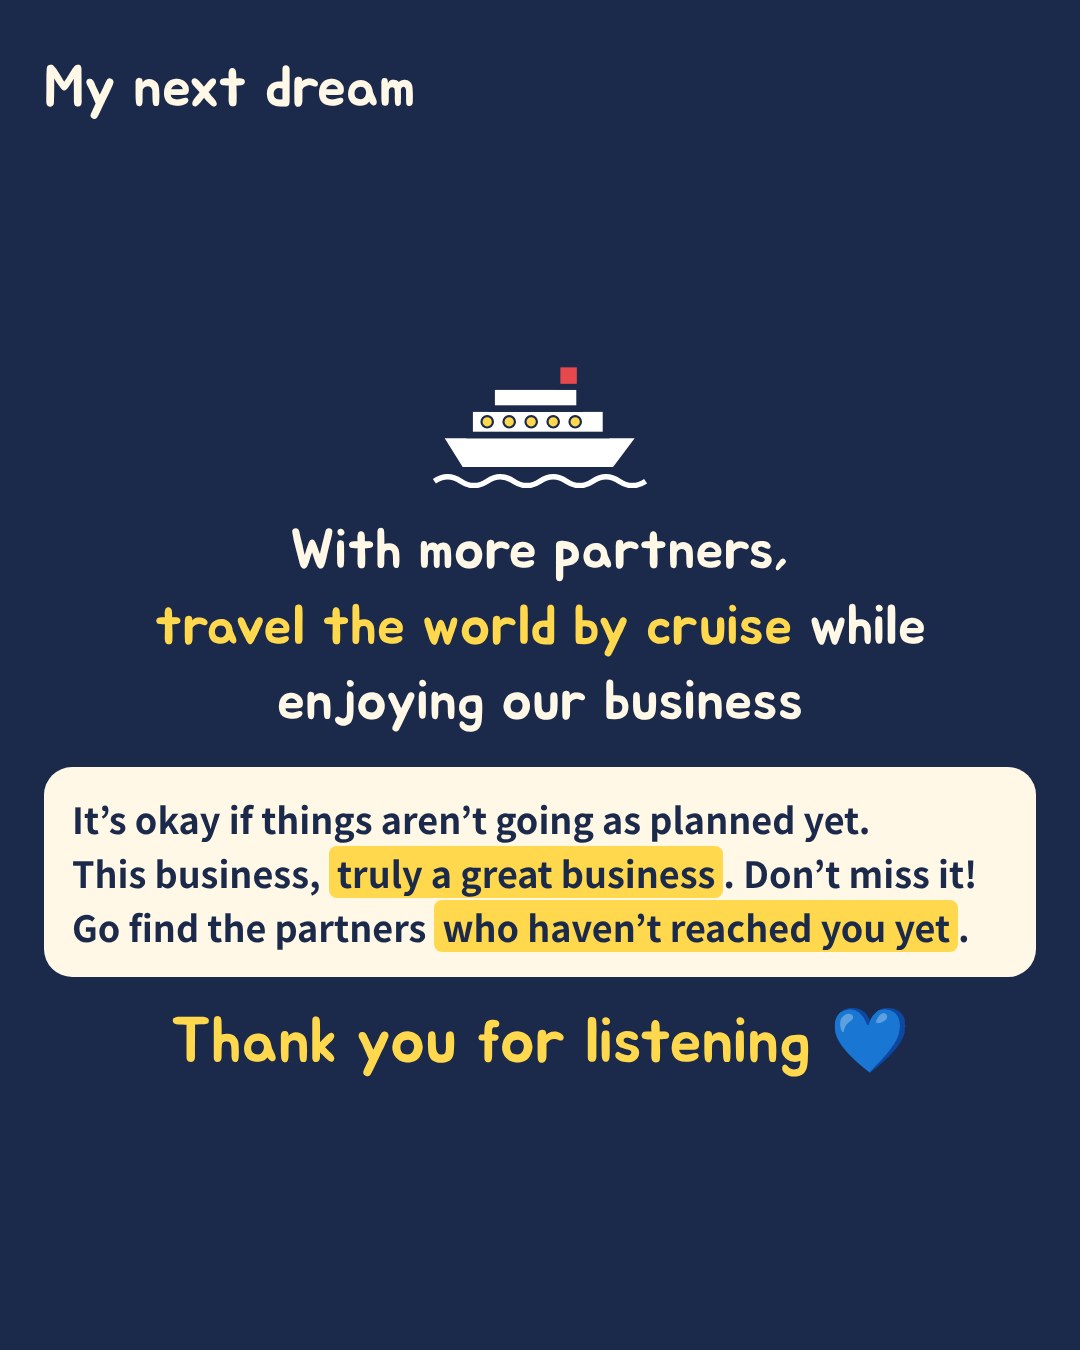 My next dream
With more partners,
travel the world by cruise while
enjoying our business
It’s okay if things aren’t going as planned yet.
This business, truly a great business. Don’t miss it!
Go find the partners who haven’t reached you yet.
Thank you for listening 💙